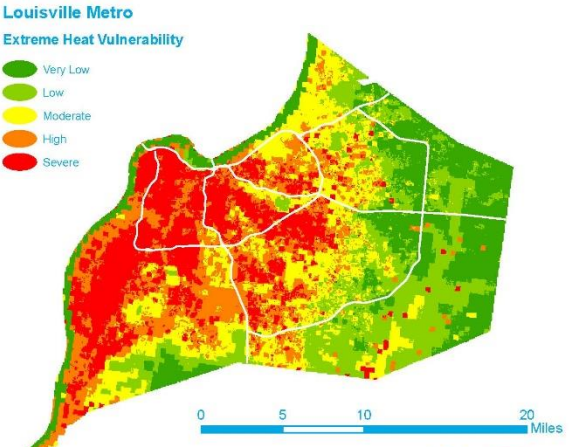 Louisville Metro
Extreme Heat Vulnerability
Very Low
Low
Moderate
High
Severe
0 5 10 20
Miles